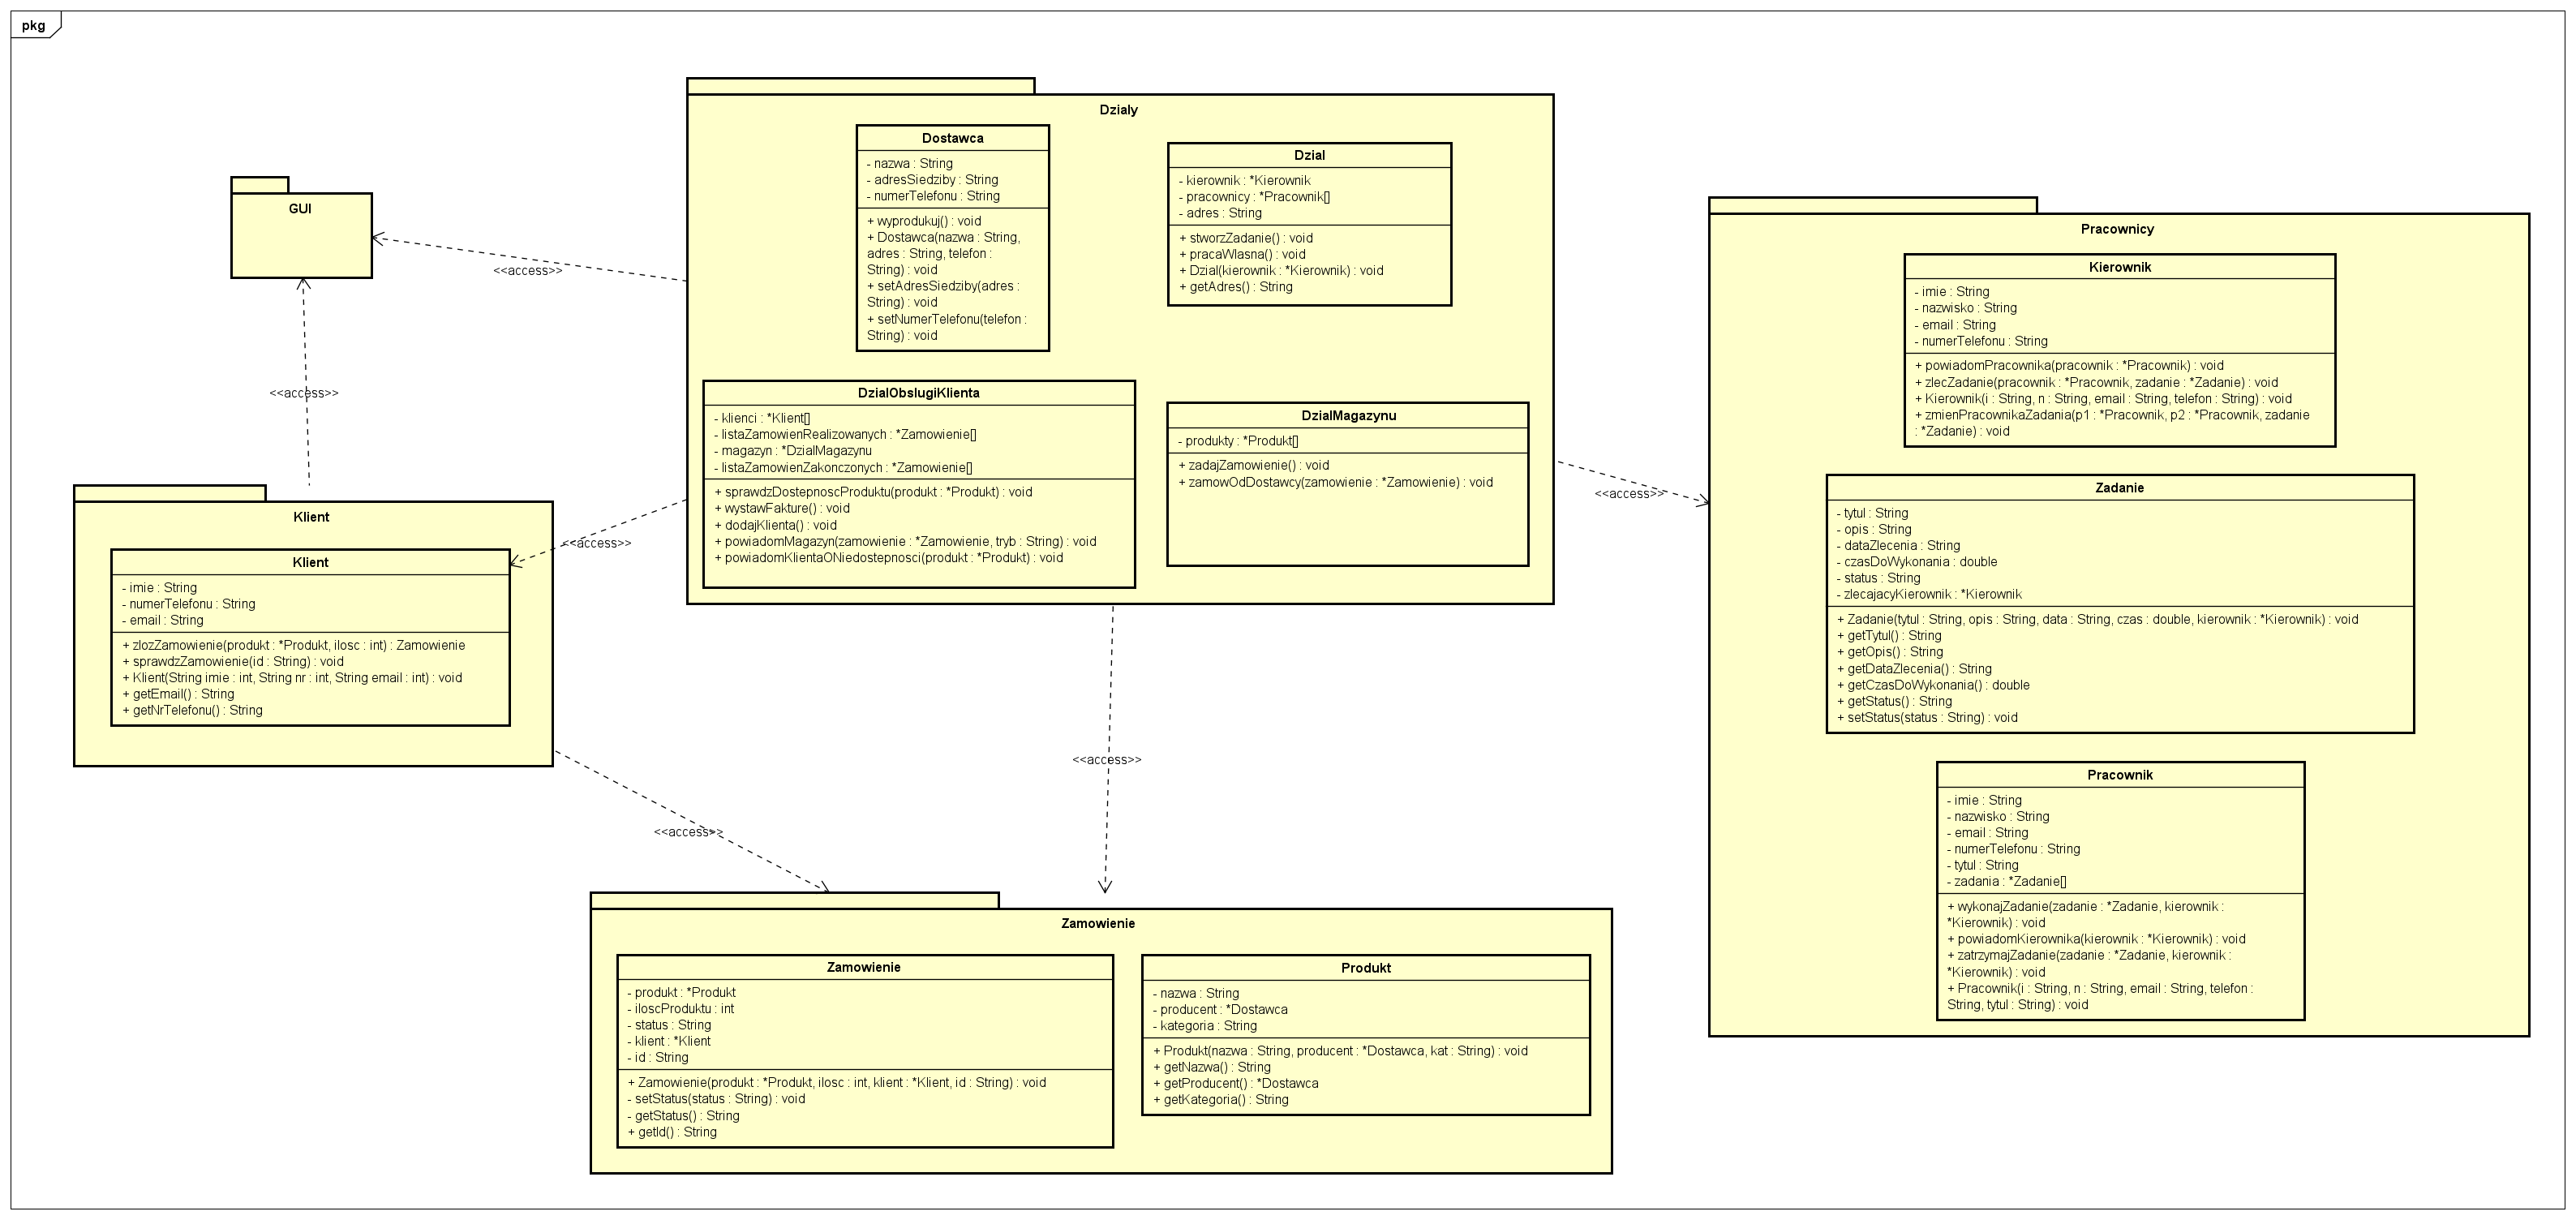 pkg
Dzialy
Dostawca
- nazwa : String
- adresSiedziby : String
- numerTelefonu : String
+ wyprodukuj() : void
+ Dostawca(nazwa : String,
adres : String, telefon :
String) : void
+ setAdresSiedziby(adres :
String) : void
+ setNumerTelefonu(telefon :
String) : void
Dzial
- kierownik : *Kierownik
- pracownicy : *Pracownik[]
- adres : String
+ stworzZadanie() : void
+ pracaWlasna() : void
+ Dzial(kierownik : *Kierownik) : void
+ getAdres() : String
DzialObslugiKlienta
- klienci : *Klient[]
- listaZamowienRealizowanych : *Zamowienie[]
- magazyn : *DzialMagazynu
- listaZamowienZakonczonych : *Zamowienie[]
+ sprawdzDostepnoscProduktu(produkt : *Produkt) : void
+ wystawFakture() : void
+ dodajKlienta() : void
+ powiadomMagazyn(zamowienie : *Zamowienie, tryb : String) : void
+ powiadomKlientaONiedostepnosci(produkt : *Produkt) : void
DzialMagazynu
- produkty : *Produkt[]
+ zadajZamowienie() : void
+ zamowOdDostawcy(zamowienie : *Zamowienie) : void
GUI
<<access>>
<<access>>
<<access>>
<<access>>
<<access>>
<<access>>
Klient
Klient
- imie : String
- numerTelefonu : String
- email : String
+ zlozZamowienie(produkt : *Produkt, ilosc : int) : Zamowienie
+ sprawdzZamowienie(id : String) : void
+ Klient(String imie : int, String nr : int, String email : int) : void
+ getEmail() : String
+ getNrTelefonu() : String
Pracownicy
Kierownik
- imie : String
- nazwisko : String
- email : String
- numerTelefonu : String
+ powiadomPracownika(pracownik : *Pracownik) : void
+ zlecZadanie(pracownik : *Pracownik, zadanie : *Zadanie) : void
+ Kierownik(i : String, n : String, email : String, telefon : String) : void
+ zmienPracownikaZadania(p1 : *Pracownik, p2 : *Pracownik, zadanie
: *Zadanie) : void
Zadanie
- tytul : String
- opis : String
- dataZlecenia : String
- czasDoWykonania : double
- status : String
- zlecajacyKierownik : *Kierownik
+ Zadanie(tytul : String, opis : String, data : String, czas : double, kierownik : *Kierownik) : void
+ getTytul() : String
+ getOpis() : String
+ getDataZlecenia() : String
+ getCzasDoWykonania() : double
+ getStatus() : String
+ setStatus(status : String) : void
Pracownik
- imie : String
- nazwisko : String
- email : String
- numerTelefonu : String
- tytul : String
- zadania : *Zadanie[]
+ wykonajZadanie(zadanie : *Zadanie, kierownik :
*Kierownik) : void
+ powiadomKierownika(kierownik : *Kierownik) : void
+ zatrzymajZadanie(zadanie : *Zadanie, kierownik :
*Kierownik) : void
+ Pracownik(i : String, n : String, email : String, telefon :
String, tytul : String) : void
Zamowienie
Zamowienie
- produkt : *Produkt
- iloscProduktu : int
- status : String
- klient : *Klient
- id : String
+ Zamowienie(produkt : *Produkt, ilosc : int, klient : *Klient, id : String) : void
- setStatus(status : String) : void
- getStatus() : String
+ getId() : String
Produkt
- nazwa : String
- producent : *Dostawca
- kategoria : String
+ Produkt(nazwa : String, producent : *Dostawca, kat : String) : void
+ getNazwa() : String
+ getProducent() : *Dostawca
+ getKategoria() : String